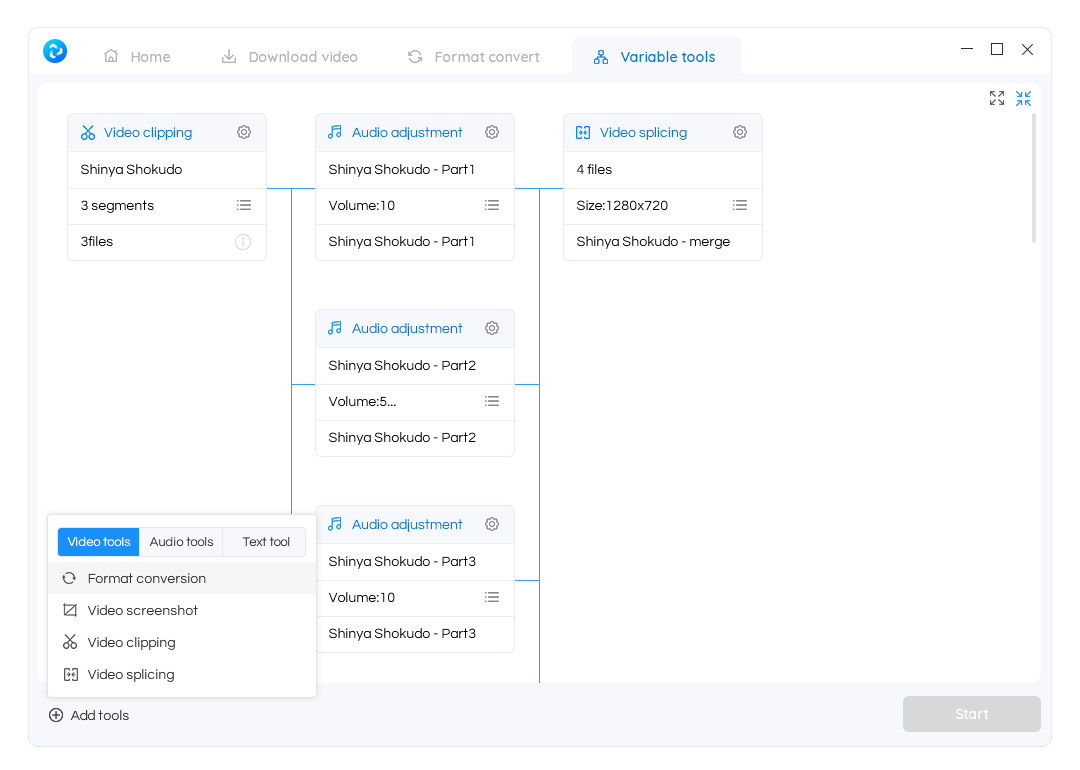 Home
Download video
Format convert
Variable tools
Video clipping
Shinya Shokudo
3 segments
3files
Audio adjustment
Shinya Shokudo - Part1
Volume:10
Shinya Shokudo - Part1
Video splicing
4 files
Size:1280x720
Shinya Shokudo - merge
Audio adjustment
Shinya Shokudo - Part2
Volume:5...
Shinya Shokudo - Part2
Audio adjustment
Shinya Shokudo - Part3
Volume:10
Shinya Shokudo - Part3
Video tools
Audio tools
Text tool
Format conversion
Video screenshot
Video clipping
Video splicing
Add tools
Start